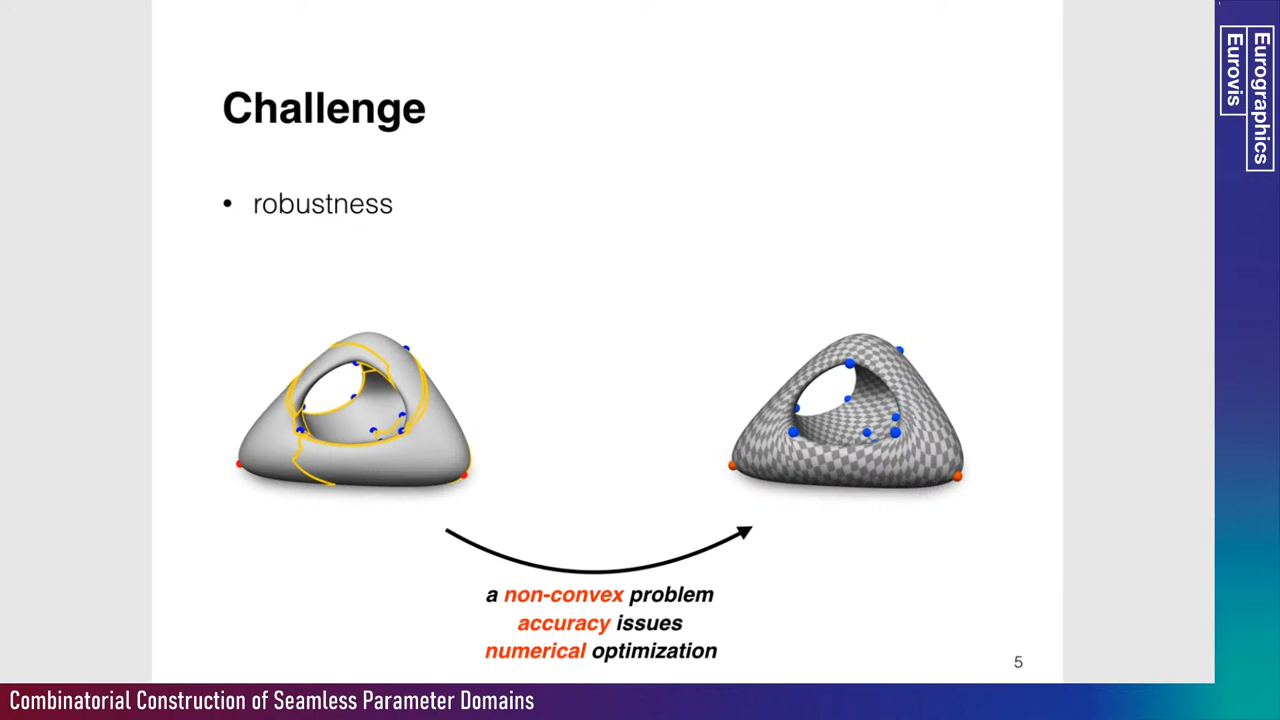 Challenge
• robustness
a non-convex problem
accuracy issues
numerical optimization
5
Combinatorial Construction of Seamless Parameter Domains
Eurographics
Eurovis